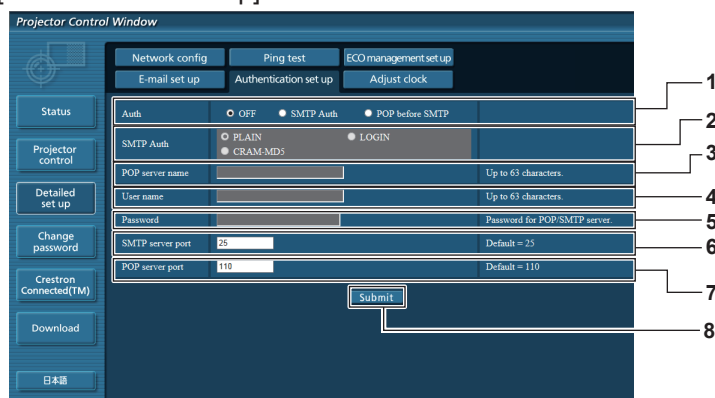 Projector Control Window
Network config
Ping test
ECO management set up
E-mail set up
Authentication set up
Adjust clock
Status
Projector
control
Detailed
set up
Change
password
Crestron
Connected(TM)
Download
日本語
Auth
OFF
SMTP Auth
POP before SMTP
1
SMTP Auth
PLAIN
LOGIN
CRAM-MD5
2
POP server name
Up to 63 characters.
3
User name
Up to 63 characters.
4
Password
Password for POP/SMTP server.
5
SMTP server port
25
Default = 25
6
POP server port
110
Default = 110
7
Submit
8